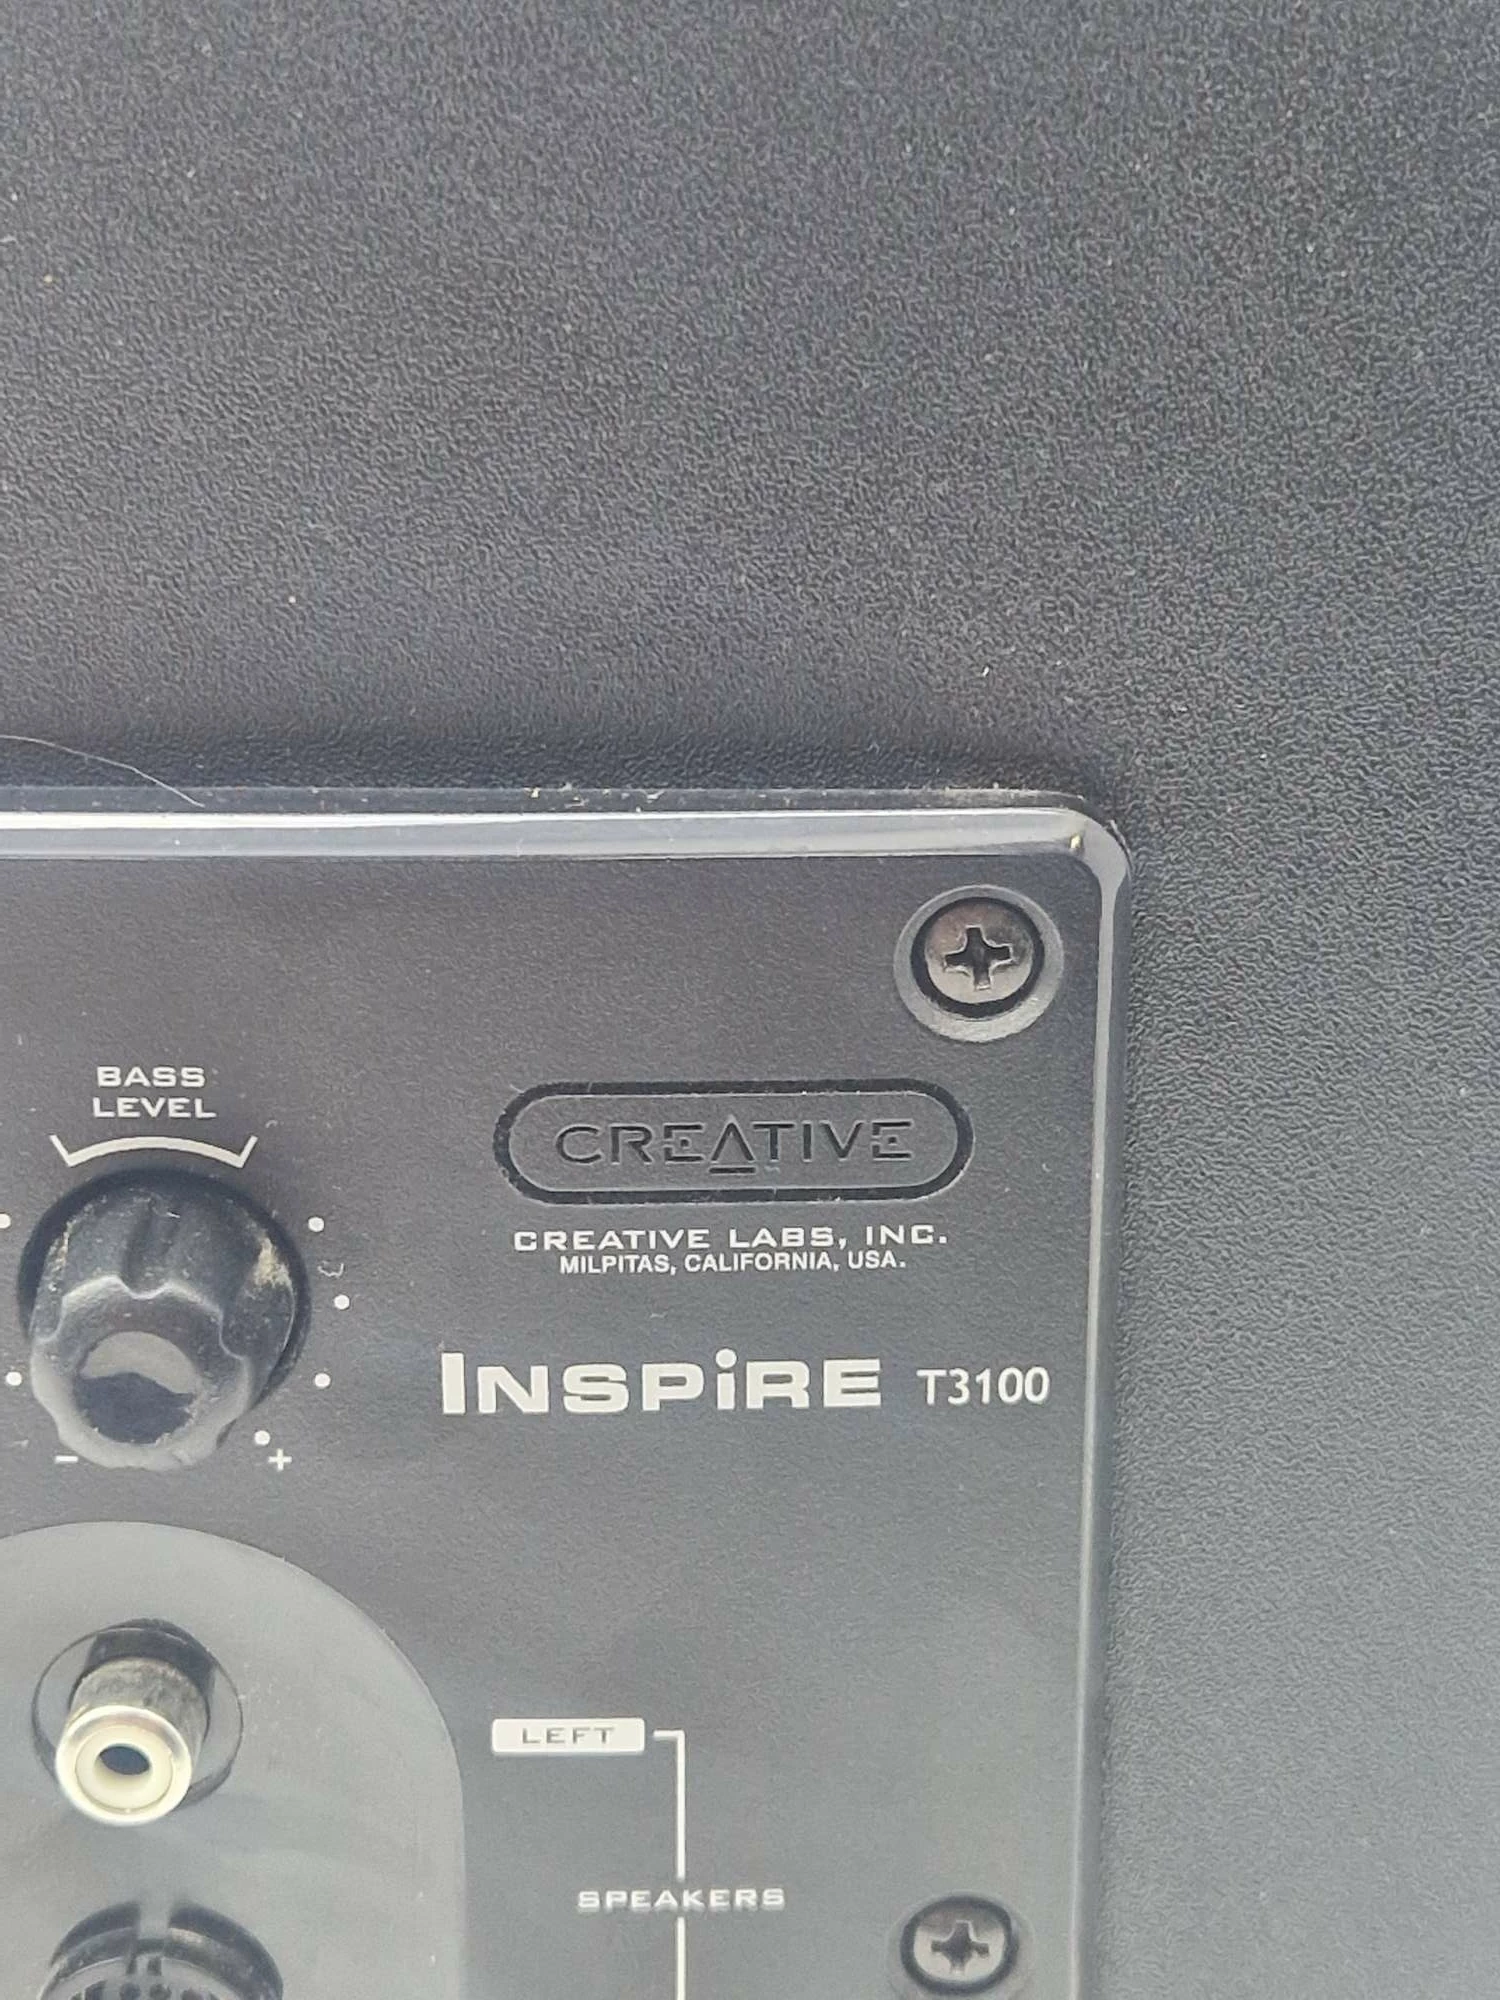 BASS
LEVEL
CREATIVE
CREATIVE LABS, INC.
MILPITAS, CALIFORNIA, USA.
- +
INSPiRE T3100
LEFT
SPEAKERS